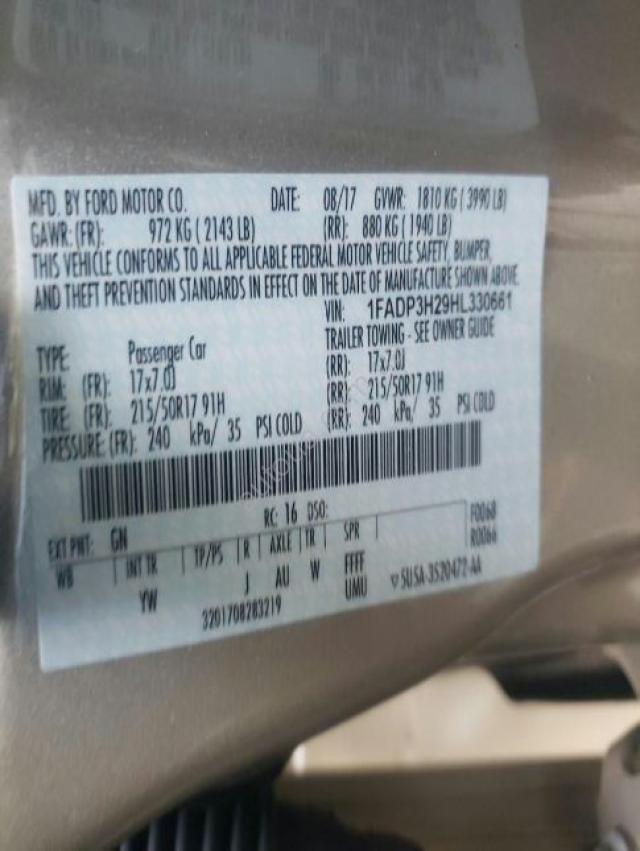 MFD. BY FORD MOTOR CO. DATE: 08/17 GVWR: 1810 KG ( 3990 LB)
GAWR: (FR): 972 KG ( 2143 LB) (RR): 880 KG ( 1940 LB)
THIS VEHICLE CONFORMS TO ALL APPLICABLE FEDERAL MOTOR VEHICLE SAFETY, BUMPER,
AND THEFT PREVENTION STANDARDS IN EFFECT ON THE DATE OF MANUFACTURE SHOWN ABOVE.
VIN: 1FADP3H29HL330661
TYPE: Passenger Car TRAILER TOWING - SEE OWNER GUIDE
RIM: (FR): 17x7.0J (RR): 17x7.0J
TIRE: (FR): 215/50R17 91H (RR): 215/50R17 91H
PRESSURE: (FR): 240 kPa/ 35 PSI COLD (RR): 240 kPa/ 35 PSI COLD
EXT PNT: GN RC: 16 DSO: F0068
R0066
WB INT TR TP/PS R AXLE TR SPR
YW J AU W FFFF
UMU
3201708283219 5U5A-3520472-AA